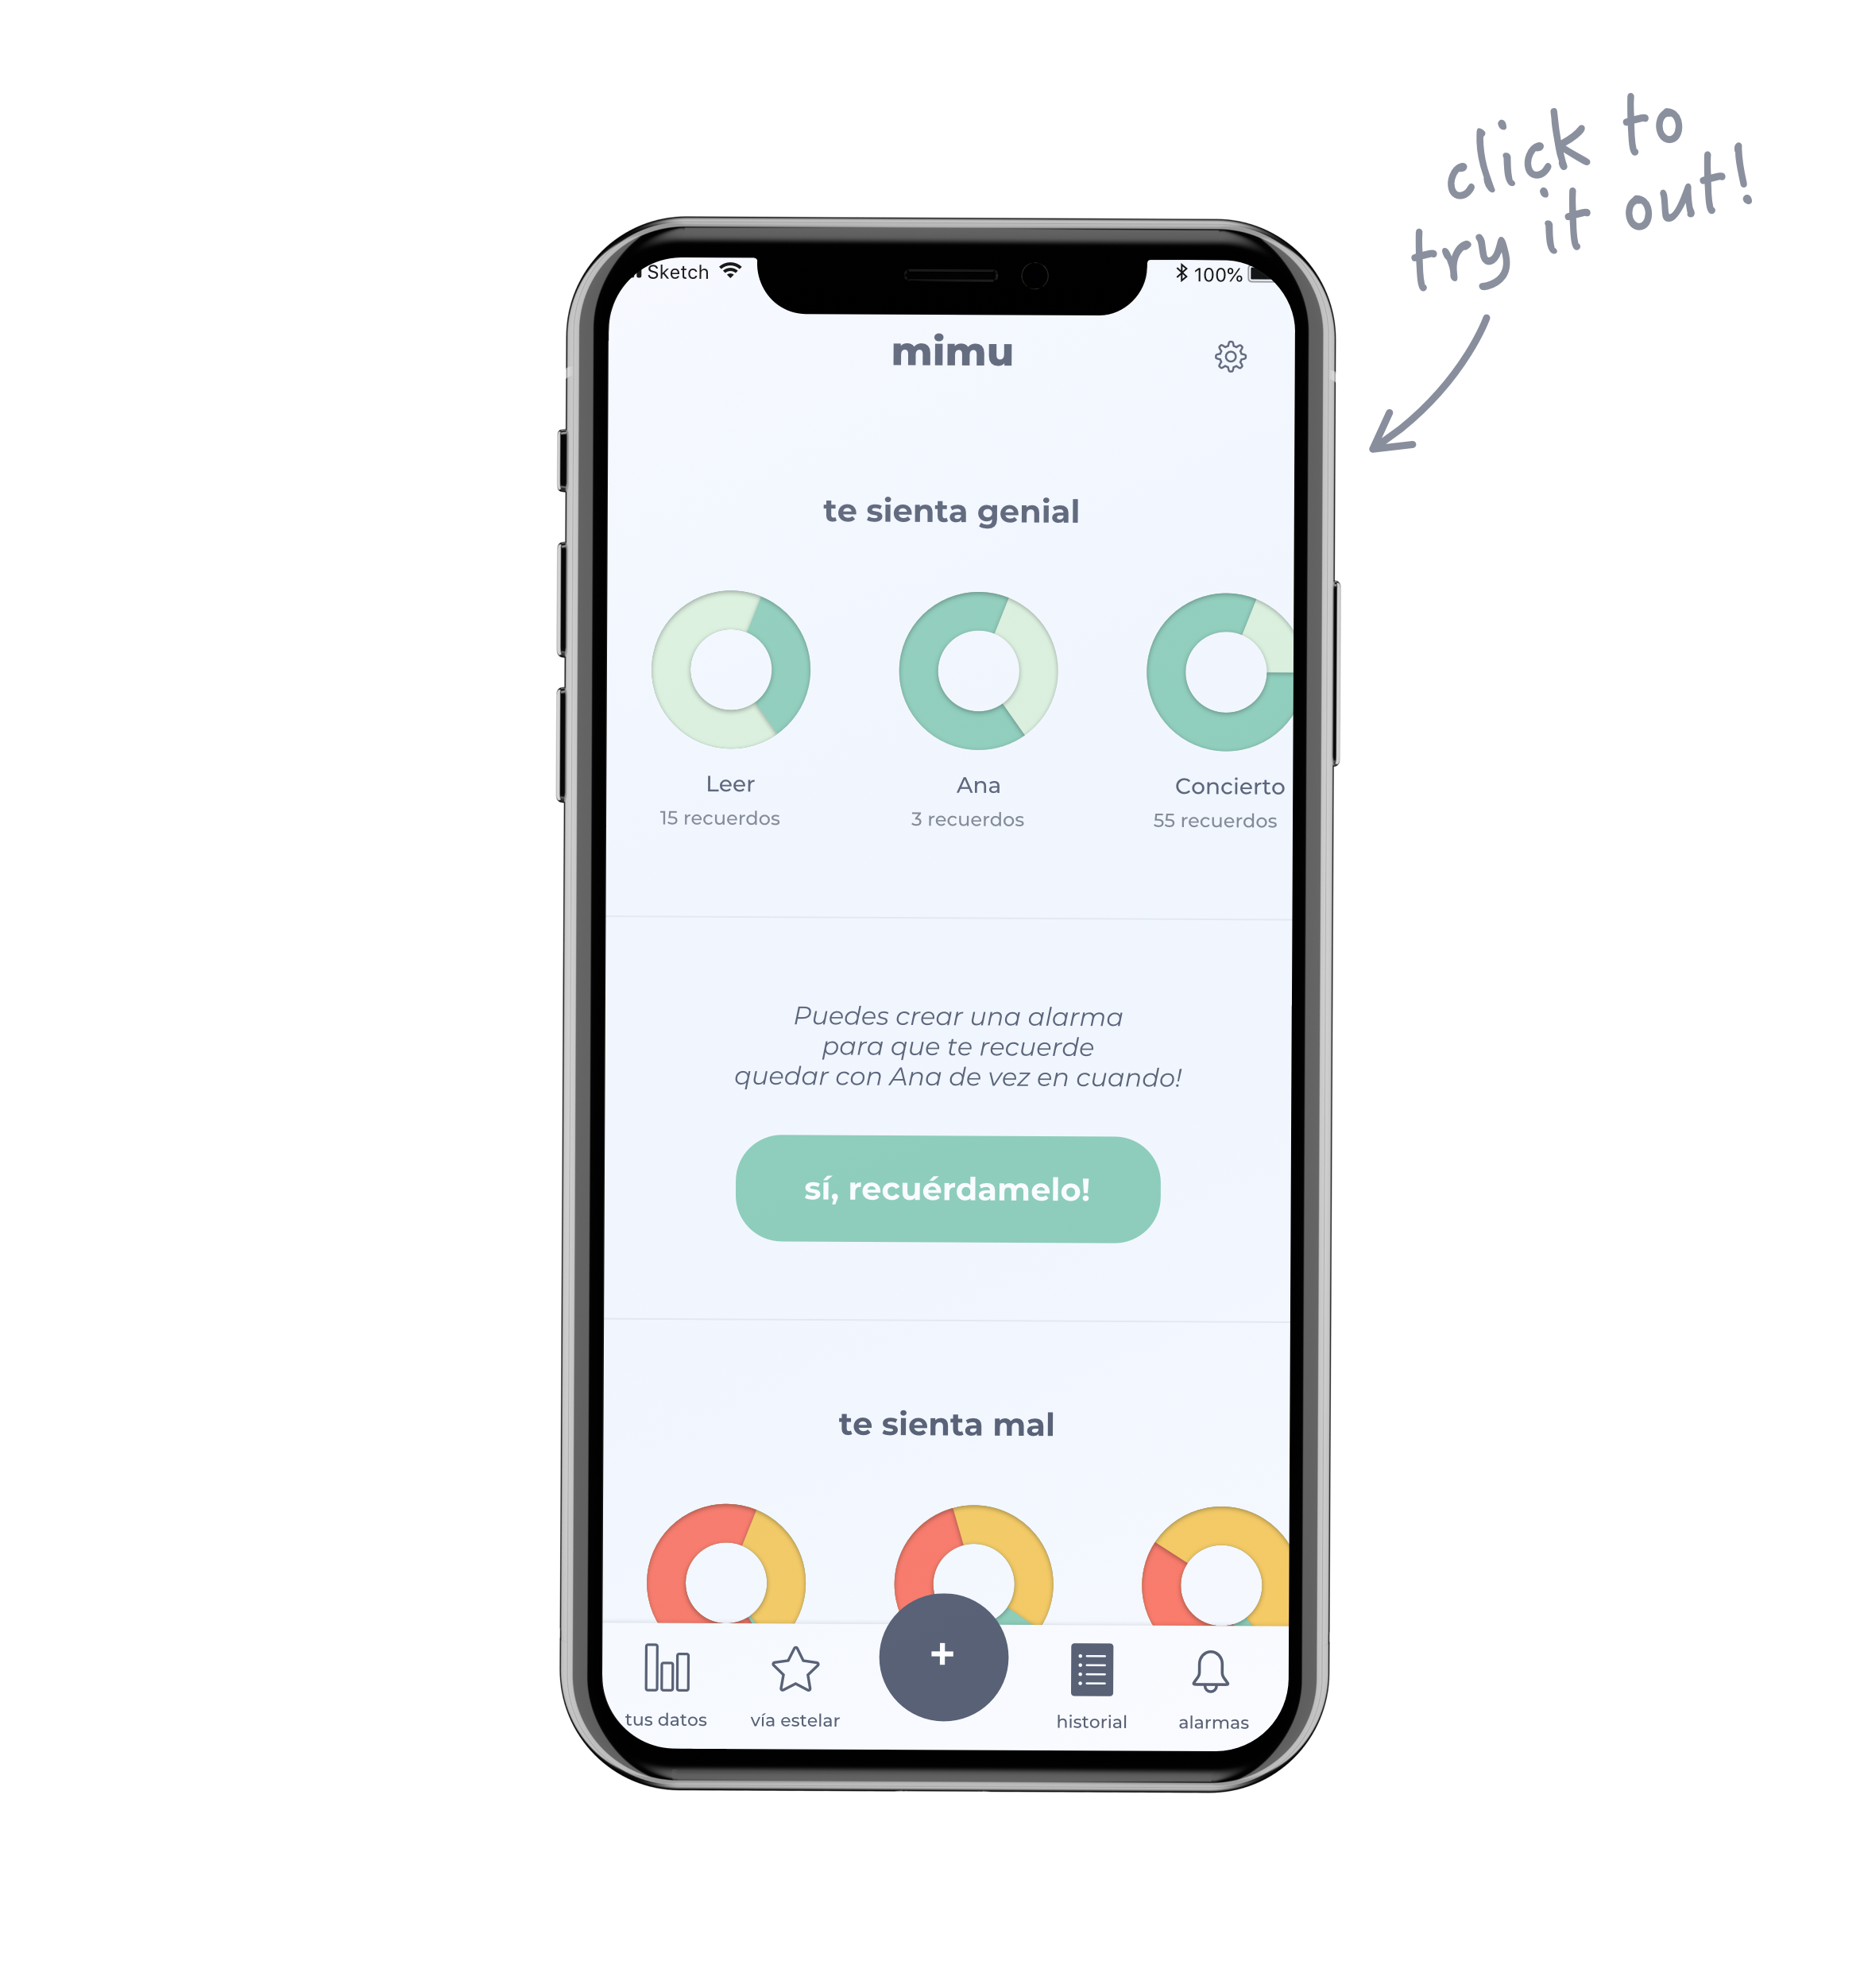 click to
try it out!
Sketch
100%
mimu
te sienta genial
Leer
15 recuerdos
Ana
3 recuerdos
Concierto
55 recuerdos
Puedes crear una alarma
para que te recuerde
quedar con Ana de vez en cuando!
sí, recuérdamelo!
te sienta mal
+
tus datos
vía estelar
historial
alarmas